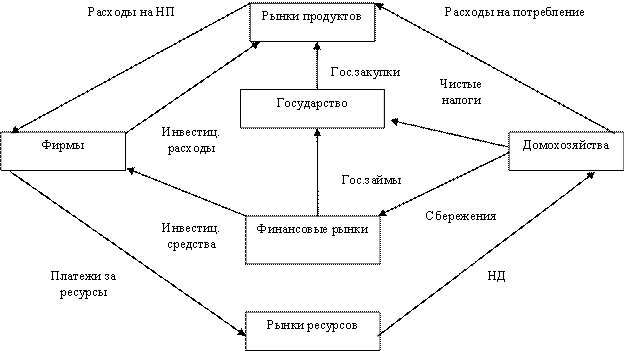 Расходы на НП
Рынки продуктов
Расходы на потребление
Гос.закупки
Чистые
налоги
Государство
Инвестиц.
расходы
Фирмы
Домохозяйства
Гос.займы
Сбережения
Инвестиц.
средства
Финансовые рынки
Платежи за
ресурсы
НД
Рынки ресурсов